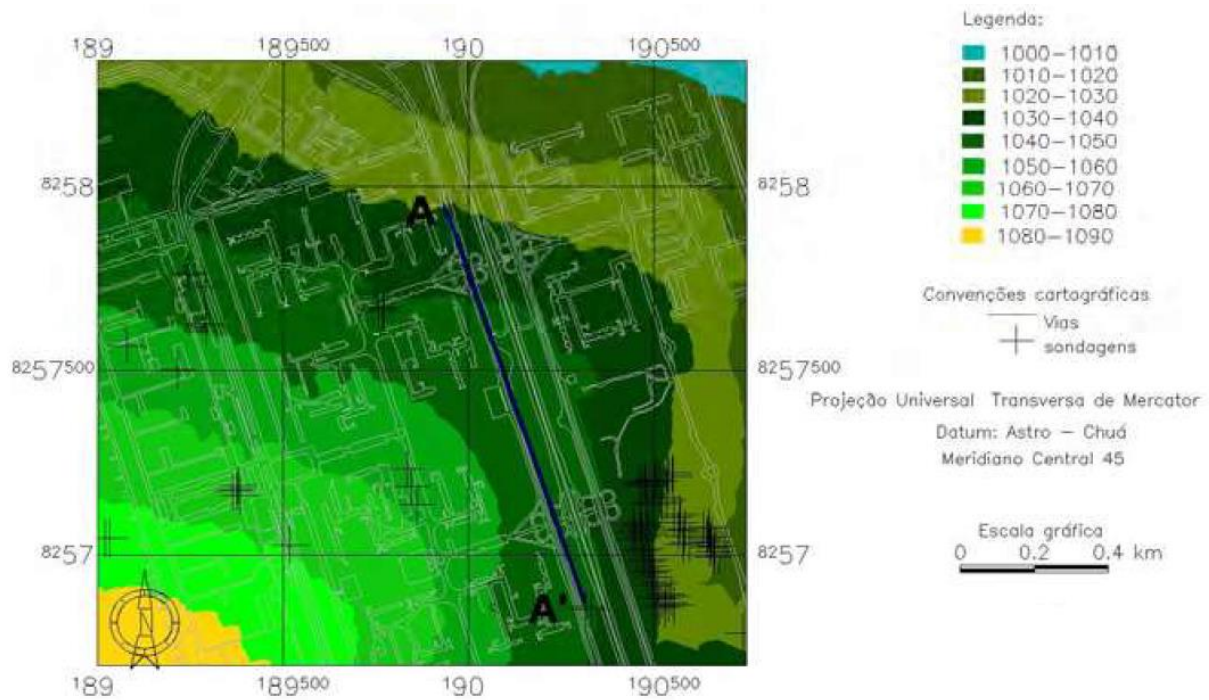 189 189500 190 190500
8258 8258
A
8257500 8257500
8257 8257
A'
N
189 189500 190 190500
Legenda:
1000-1010
1010-1020
1020-1030
1030-1040
1040-1050
1050-1060
1060-1070
1070-1080
1080-1090
Convenções cartográficas
Vias
sondagens
Projeção Universal Transversa de Mercator
Datum: Astro - Chuá
Meridiano Central 45
Escala gráfica
0 0.2 0.4 km